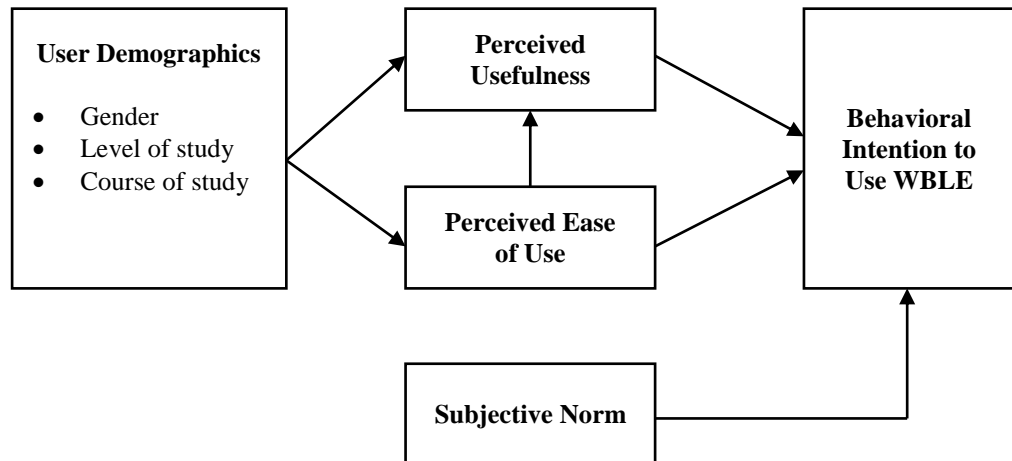 User Demographics
• Gender
• Level of study
• Course of study
Perceived
Usefulness
Perceived Ease
of Use
Subjective Norm
Behavioral
Intention to
Use WBLE